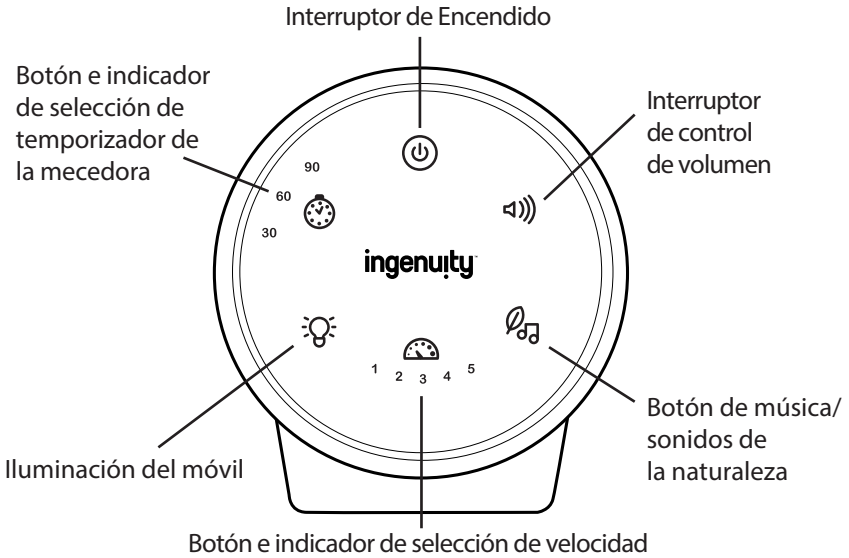 Interruptor de Encendido
Botón e indicador
de selección de
temporizador de
la mecedora
Interruptor
de control
de volumen
90
60
30
ingenuity
1 2 3 4 5
Botón de música/
sonidos de
la naturaleza
Iluminación del móvil
Botón e indicador de selección de velocidad